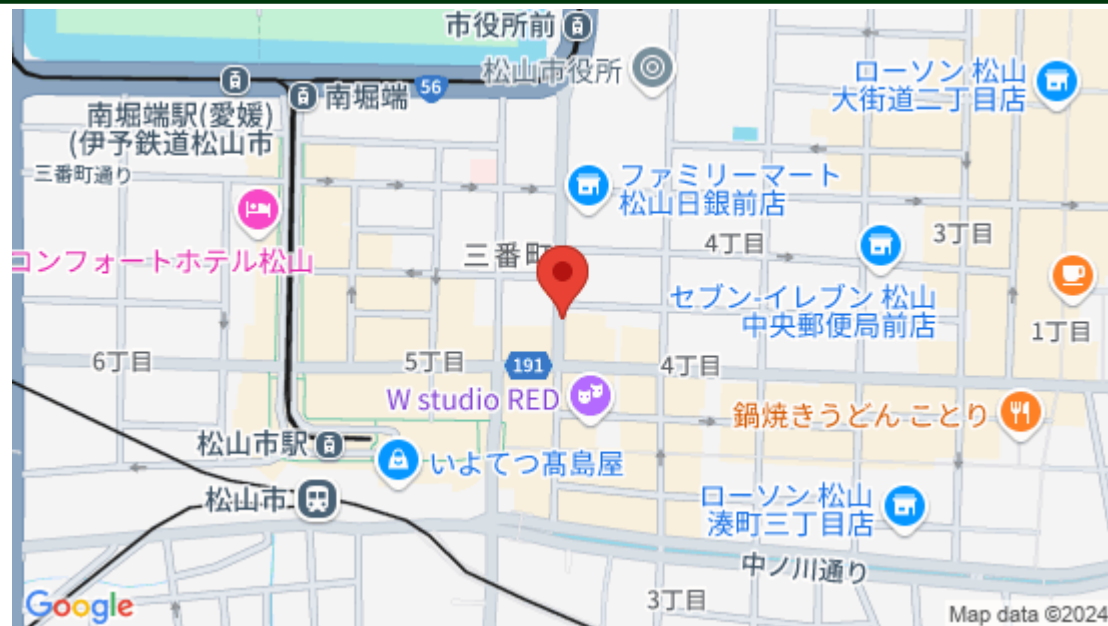 市役所前
松山市役所
ローソン 松山
大街道二丁目店
南堀端
56
南堀端駅(愛媛)
(伊予鉄道松山市
三番町通り
ファミリーマート
松山日銀前店
コンフォートホテル松山
三番町
4丁目
3丁目
セブン-イレブン 松山
中央郵便局前店
1丁目
6丁目
5丁目
191
4丁目
W studio RED
鍋焼きうどん ことり
松山市駅
いよてつ髙島屋
松山市
ローソン 松山
湊町三丁目店
中ノ川通り
3丁目
Google
Map data ©2024